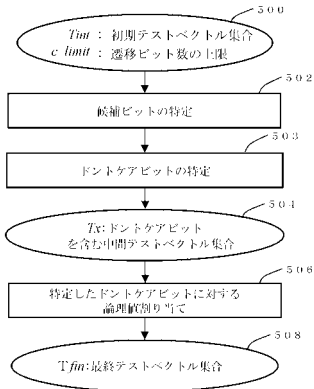 500
Tint : 初期テストベクトル集合
c limit : 遷移ビット数の上限
502
候補ビットの特定
503
ドントケアビットの特定
504
Tx:ドントケアビット
を含む中間テストベクトル集合
506
特定したドントケアビットに対する
論理値割り当て
508
Tfin:最終テストベクトル集合